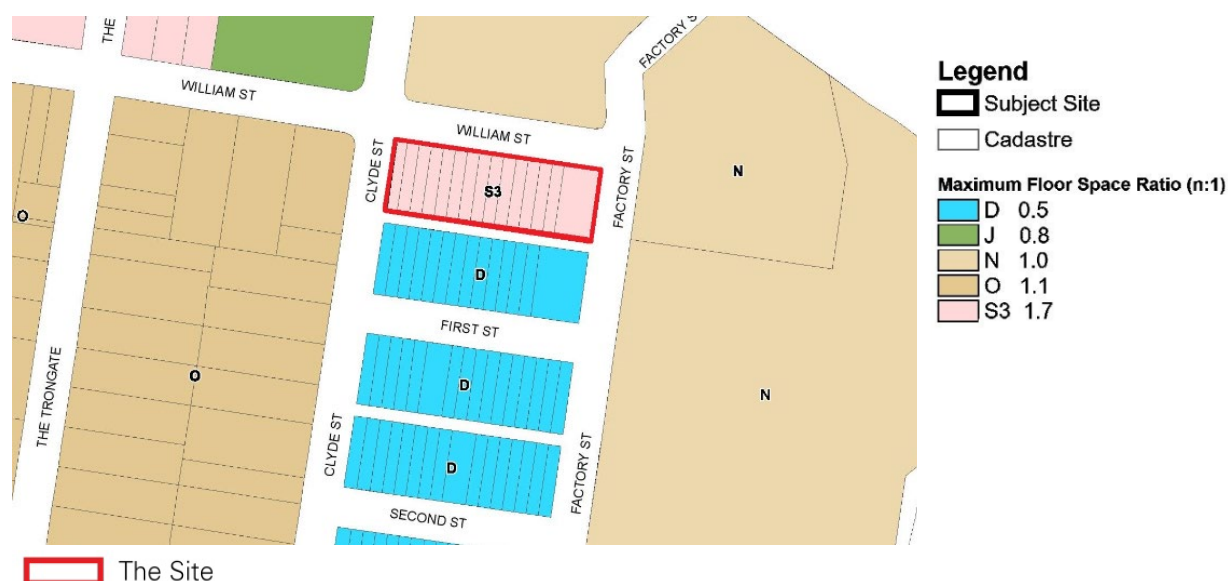 THE
FACTORY S
WILLIAM ST
WILLIAM ST
CLYDE ST
FACTORY ST
S3
N
O
D
FIRST ST
O
D
N
THE TRONGATE
CLYDE ST
D
FACTORY ST
SECOND ST
The Site
Legend
Subject Site
Cadastre
Maximum Floor Space Ratio (n:1)
D 0.5
J 0.8
N 1.0
O 1.1
S3 1.7